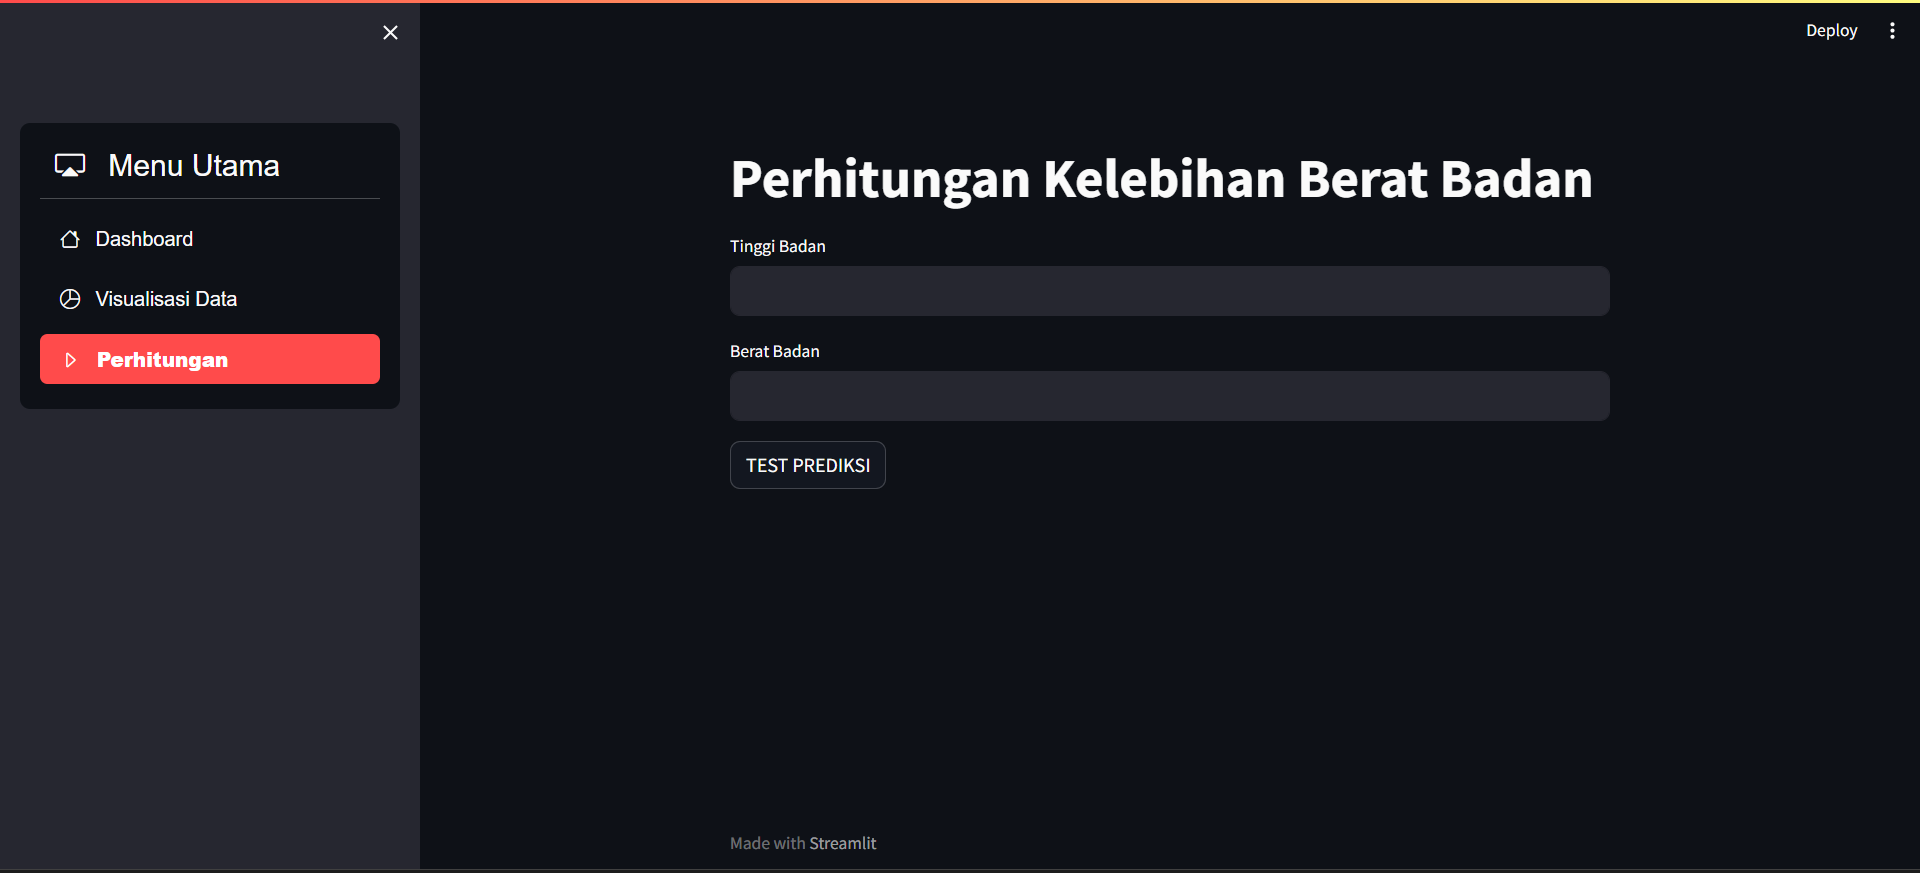 Deploy
Menu Utama
Dashboard
Visualisasi Data
Perhitungan
Perhitungan Kelebihan Berat Badan
Tinggi Badan
Berat Badan
TEST PREDIKSI
Made with Streamlit